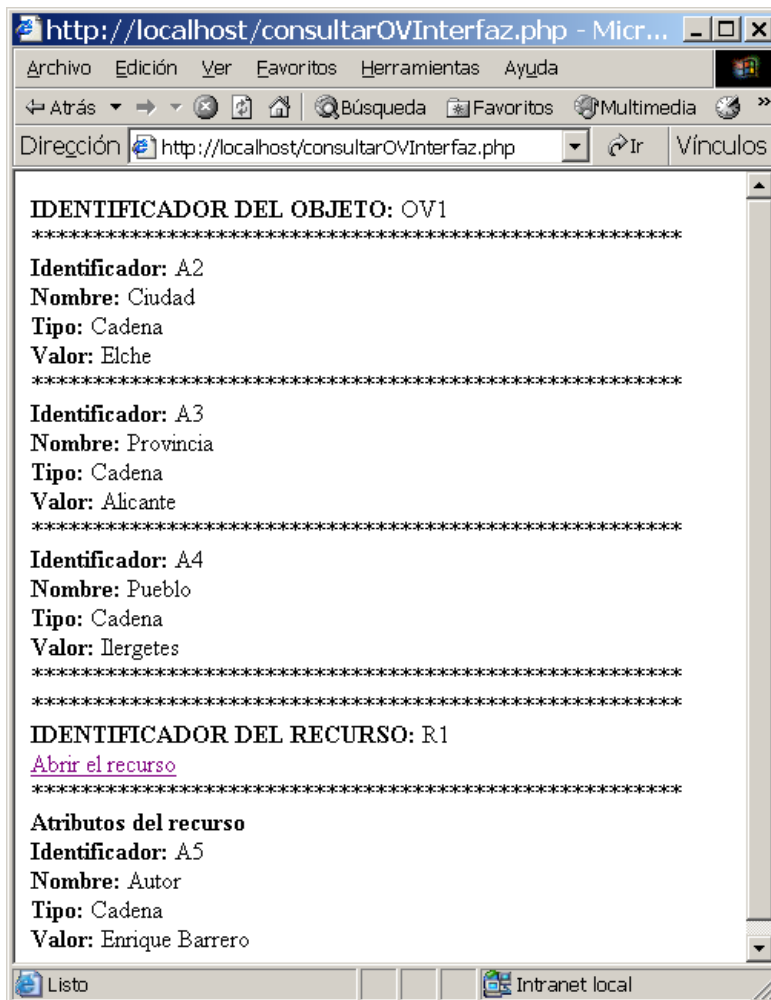 http://localhost/consultarOVInterfaz.php - Micr...
Archivo Edición Ver Favoritos Herramientas Ayuda
Atrás Búsqueda Favoritos Multimedia »
Dirección http://localhost/consultarOVInterfaz.php Ir Vínculos
IDENTIFICADOR DEL OBJETO: OV1
*****************************************************
Identificador: A2
Nombre: Ciudad
Tipo: Cadena
Valor: Elche
*****************************************************
Identificador: A3
Nombre: Provincia
Tipo: Cadena
Valor: Alicante
*****************************************************
Identificador: A4
Nombre: Pueblo
Tipo: Cadena
Valor: Ilergetes
*****************************************************
*****************************************************
IDENTIFICADOR DEL RECURSO: R1
Abrir el recurso
*****************************************************
Atributos del recurso
Identificador: A5
Nombre: Autor
Tipo: Cadena
Valor: Enrique Barrero
Listo Intranet local